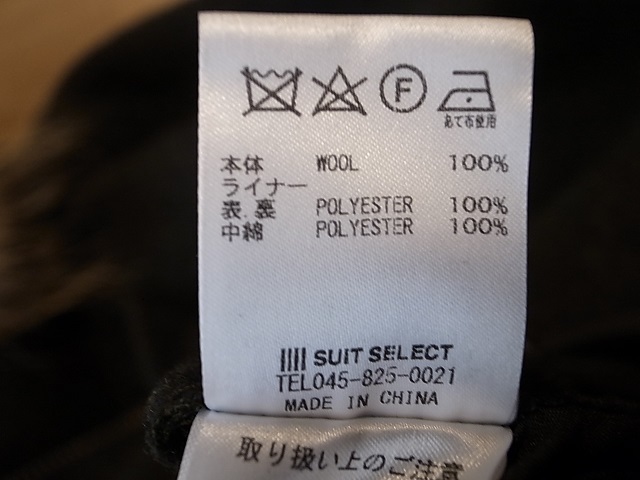 F
あて布使用
本体 WOOL 100%
ライナー
表.裏 POLYESTER 100%
中綿 POLYESTER 100%
SUIT SELECT
TEL045-825-0021
MADE IN CHINA
取り扱い上のご注意